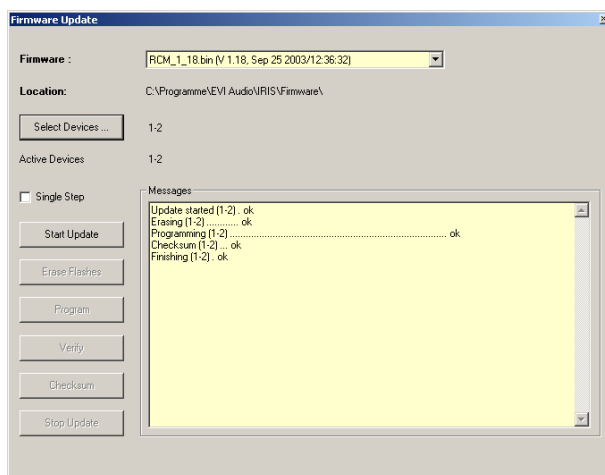 Firmware Update
Firmware :
RCM_1_18.bin (V 1.18, Sep 25 2003/12:36:32)
Location:
C:\Programme\EVI Audio\IRIS\Firmware\
Select Devices ...
1-2
Active Devices
1-2
Single Step
Messages
Start Update
Erase Flashes
Program
Verify
Checksum
Stop Update
Update started (1-2) . ok
Erasing (1-2) ............ ok
Programming (1-2) ................................................................................ ok
Checksum (1-2) ... ok
Finishing (1-2) . ok